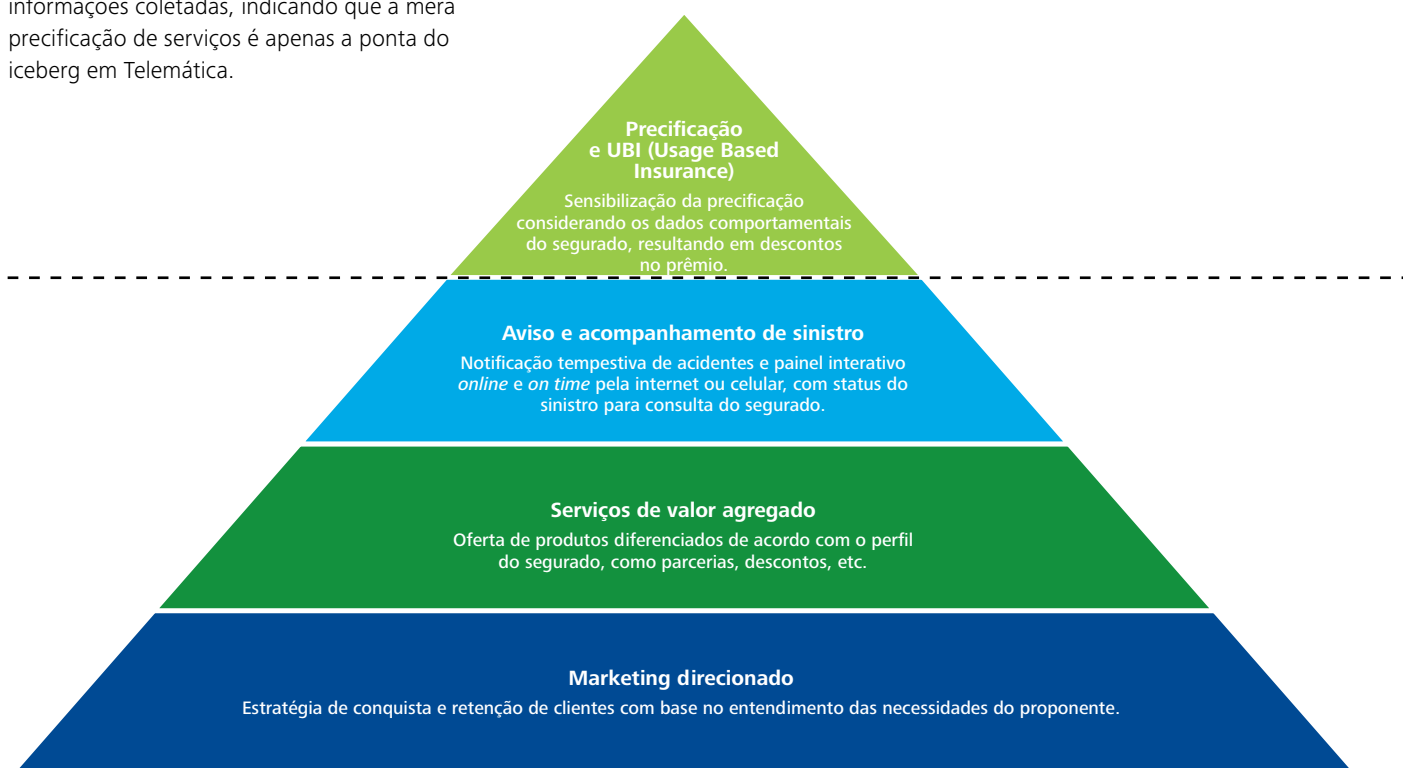 informações coletadas, indicando que a mera
precificação de serviços é apenas a ponta do
iceberg em Telemática.
Precificação
e UBI (Usage Based
Insurance)
Sensibilização da precificação
considerando os dados comportamentais
do segurado, resultando em descontos
no prêmio.
Aviso e acompanhamento de sinistro
Notificação tempestiva de acidentes e painel interativo
online e on time pela internet ou celular, com status do
sinistro para consulta do segurado.
Serviços de valor agregado
Oferta de produtos diferenciados de acordo com o perfil
do segurado, como parcerias, descontos, etc.
Marketing direcionado
Estratégia de conquista e retenção de clientes com base no entendimento das necessidades do proponente.